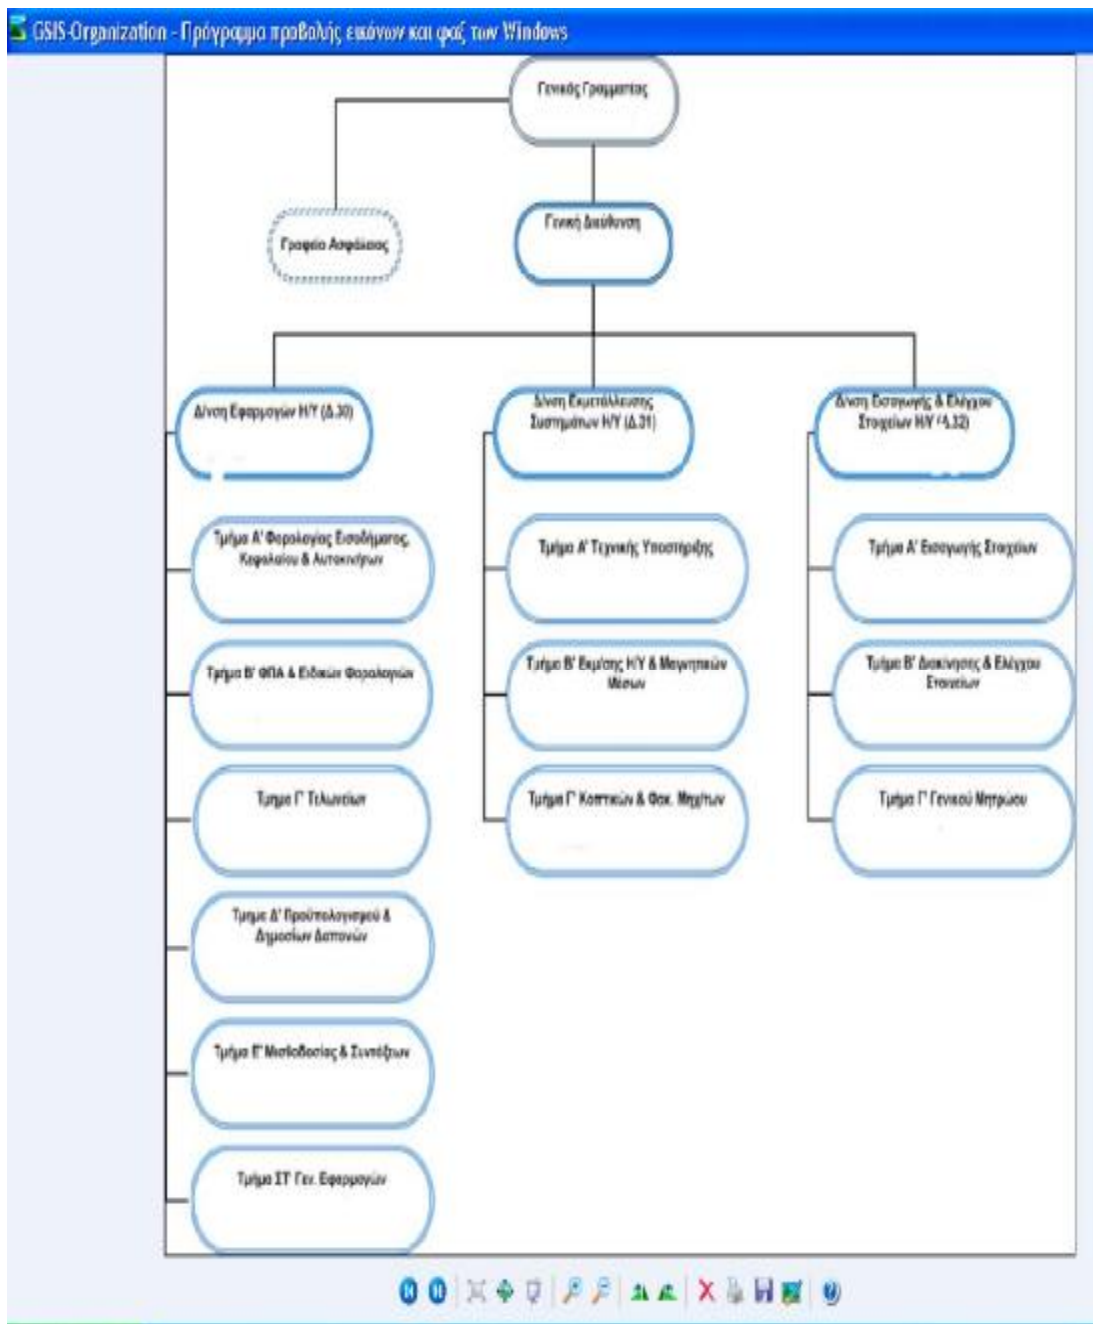 GSIS-Organization - Πρόγραμμα προβολής εικόνων και φαξ των Windows
Γενικός Γραμματέας
Γραφείο Ασφάλειας
Γενική Διεύθυνση
Δ/νση Εφαρμογών Η/Υ (Δ.30)
Δ/νση Εκμετάλλευσης
Συστημάτων Η/Υ (Δ.31)
Δ/νση Εισαγωγής & Ελέγχου
Στοιχείων Η/Υ (Δ.32)
Τμήμα Α' Φορολογίας Εισοδήματος,
Κεφαλαίου & Αυτοκινήτων
Τμήμα Β' ΦΠΑ & Ειδικών Φορολογιών
Τμημα Γ' Τελωνείων
Τμημα Δ' Προϋπολογισμού &
Δημοσίων Δαπανών
Τμήμα Ε' Μισθοδοσίας & Συντάξεων
Τμήμα ΣΤ' Γεν. Εφαρμογών
Τμήμα Α' Τεχνικής Υποστήριξης
Τμήμα Β' Εκμ/σης Η/Υ & Μαγνητικών
Μέσων
Τμήμα Γ' Κοπτικών & Φακ. Μηχ/των
Τμήμα Α' Εισαγωγής Στοιχείων
Τμήμα Β' Διακίνησης & Ελέγχου
Στοιχείων
Τμήμα Γ' Γενικού Μητρώου